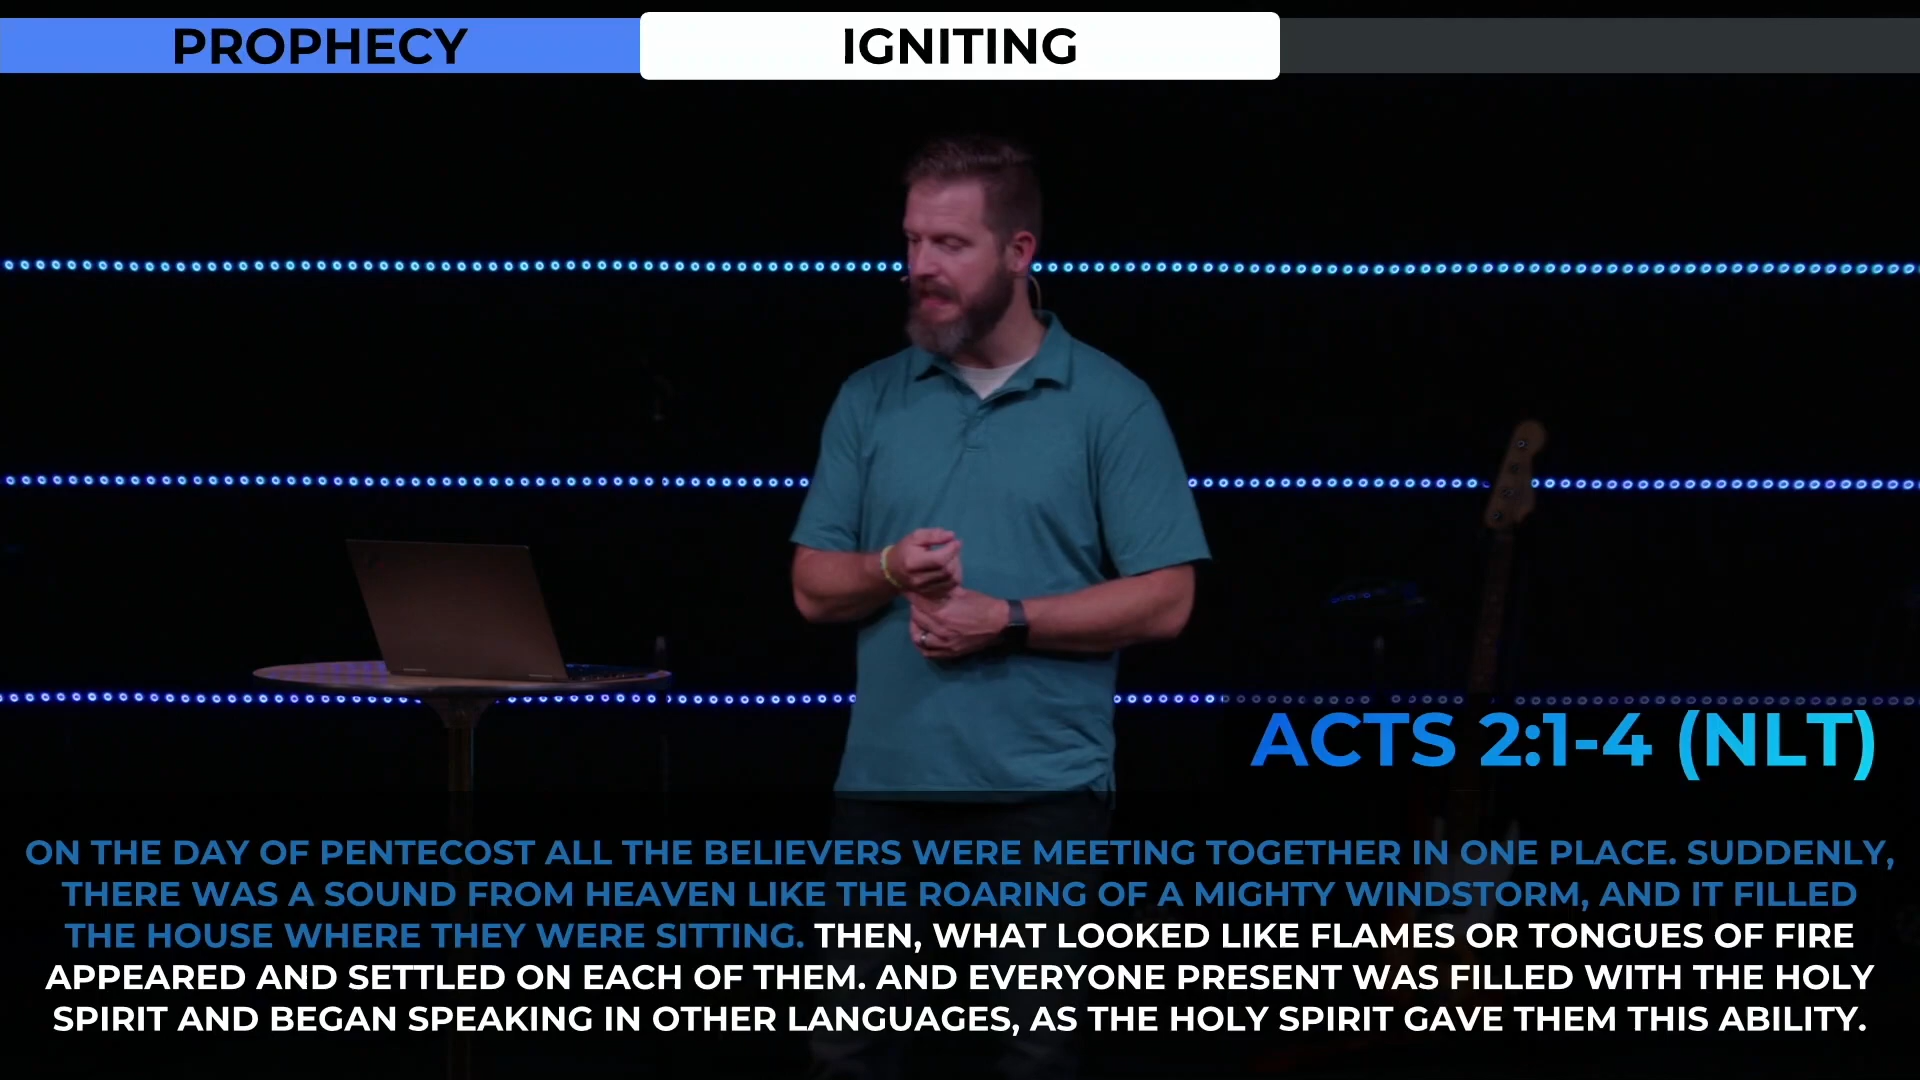 PROPHECY
IGNITING
ACTS 2:1-4 (NLT)
ON THE DAY OF PENTECOST ALL THE BELIEVERS WERE MEETING TOGETHER IN ONE PLACE. SUDDENLY,
THERE WAS A SOUND FROM HEAVEN LIKE THE ROARING OF A MIGHTY WINDSTORM, AND IT FILLED
THE HOUSE WHERE THEY WERE SITTING. THEN, WHAT LOOKED LIKE FLAMES OR TONGUES OF FIRE
APPEARED AND SETTLED ON EACH OF THEM. AND EVERYONE PRESENT WAS FILLED WITH THE HOLY
SPIRIT AND BEGAN SPEAKING IN OTHER LANGUAGES, AS THE HOLY SPIRIT GAVE THEM THIS ABILITY.